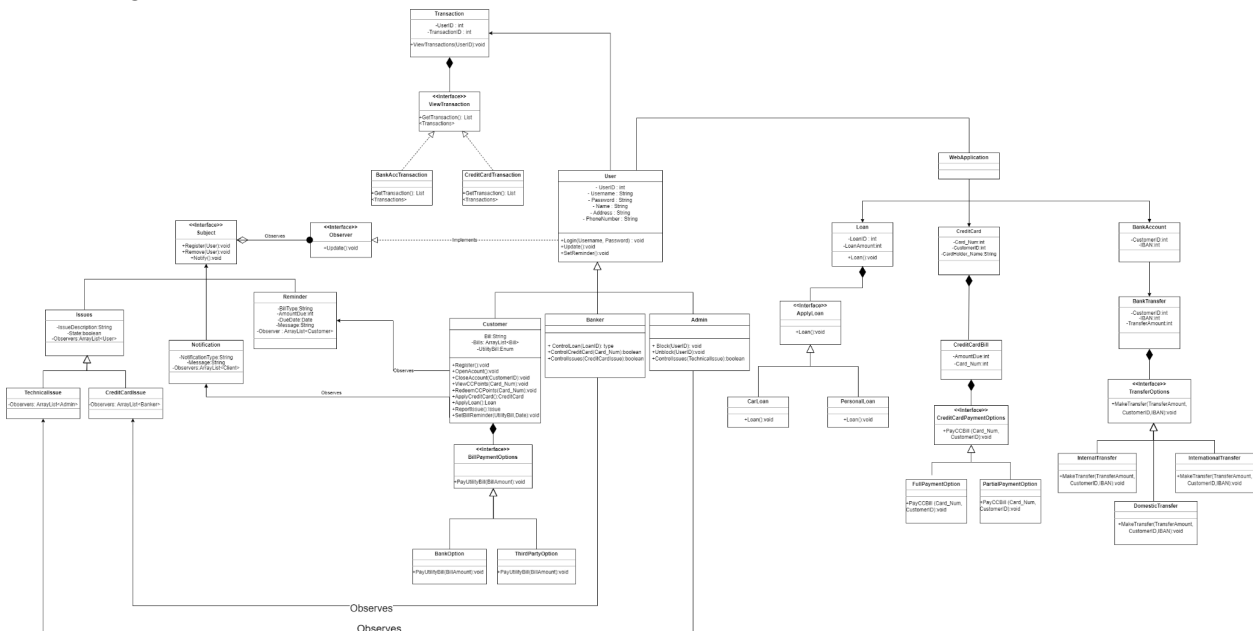 Transaction
-UserID : int
-TransactionID : int
+ViewTransactions(UserID):void
<<Interface>>
ViewTransaction
+GetTransaction(): List
<Transactions>
BankAccTransaction
+GetTransaction(): List
<Transactions>
CreditCardTransaction
+GetTransaction(): List
<Transactions>
User
- UserID : int
- Username : String
- Password : String
- Name : String
- Address : String
- PhoneNumber : String
+Login(Username, Password) : void
+Update():void
+SetReminder():void
WebApplication
<<Interface>>
Subject
+Register(User):void
+Remove(User):void
+Notify():void
Observes
<<Interface>>
Observer
+Update():void
Implements
Loan
-LoanID : int
-LoanAmount:int
+Loan():void
CreditCard
-Card_Num:int
-CustomerID:int
-CardHolder_Name:String
BankAccount
-CustomerID:int
-IBAN:int
Issues
-IssueDescription:String
-State:boolean
-Observers:ArrayList<User>
Reminder
-BillType:String
-AmountDue:int
-DueDate:Date
-Message:String
-Observer : ArrayList<Customer>
Notification
-NotificationType:String
-Message:String
-Observers:ArrayList<Client>
TechnicalIssue
-Observers: ArrayList<Admin>
CreditCardIssue
-Observers: ArrayList<Banker>
Observes
Observes
Customer
Bill:String
-Bills: ArrayList<Bill>
-UtilityBill:Enum
+Register():void
+OpenAcount():void
+CloseAccount(CustomerID):void
+ViewCCPoints(Card_Num):void
+RedeemCCPoints(Card_Num):void
+ApplyCreditCard():CreditCard
+ApplyLoan():Loan
+ReportIssue():Issue
+SetBillReminder(UtilityBill,Date):void
Banker
+ ControlLoan(LoanID): type
+ControlCreditCard(Card_Num):boolean
+ControlIssues(CreditCardIssue):boolean
Admin
+ Block(UserID): void
+Unblock(UserID):void
+ControlIssues(TechnicalIssue):boolean
<<Interface>>
ApplyLoan
+Loan():void
CarLoan
+Loan():void
PersonalLoan
+Loan():void
BankTransfer
-CustomerID:int
-IBAN:int
-TransferAmount:int
CreditCardBill
-AmountDue:int
-Card_Num:int
<<Interface>>
CreditCardPaymentOptions
+PayCCBill (Card_Num,
CustomerID):void
FullPaymentOption
+PayCCBill (Card_Num,
CustomerID):void
PartialPaymentOption
+PayCCBill (Card_Num,
CustomerID):void
<<Interface>>
TransferOptions
+MakeTransfer(TransferAmount,
CustomerID,IBAN):void
InternalTransfer
+MakeTransfer(TransferAmount,
CustomerID,IBAN):void
InternationalTransfer
+MakeTransfer(TransferAmount,
CustomerID,IBAN):void
DomesticTransfer
+MakeTransfer(TransferAmount,
CustomerID,IBAN):void
<<Interface>>
BillPaymentOptions
+PayUtilityBill(BillAmount):void
BankOption
+PayUtilityBill(BillAmount):void
ThirdPartyOption
+PayUtilityBill(BillAmount):void
Observes
Observes